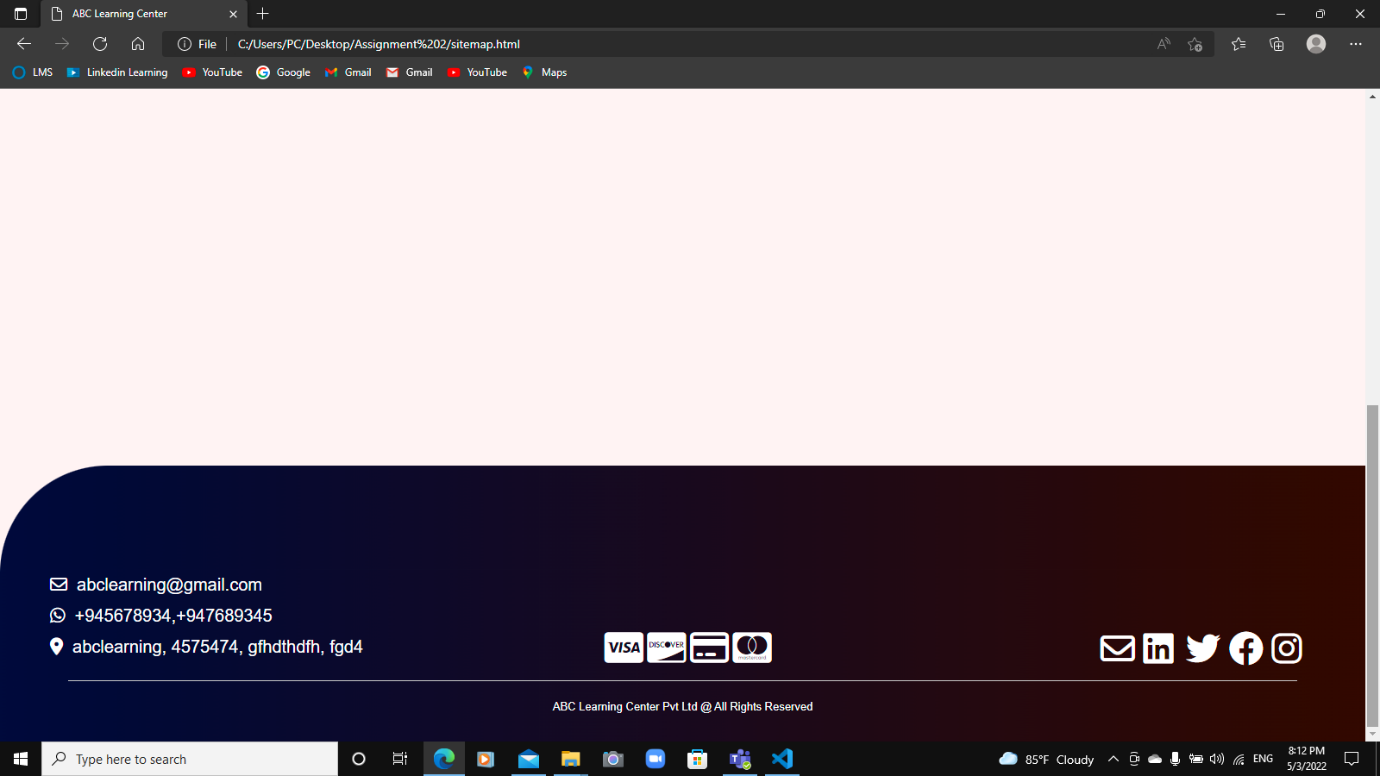 ABC Learning Center
File C:/Users/PC/Desktop/Assignment%202/sitemap.html
LMS Linkedin Learning YouTube Google Gmail Gmail YouTube Maps
abclearning@gmail.com
+945678934,+947689345
abclearning, 4575474, gfhdthdfh, fgd4
VISA DISCOVER mastercard
ABC Learning Center Pvt Ltd @ All Rights Reserved
Type here to search
85°F Cloudy
ENG
8:12 PM
5/3/2022